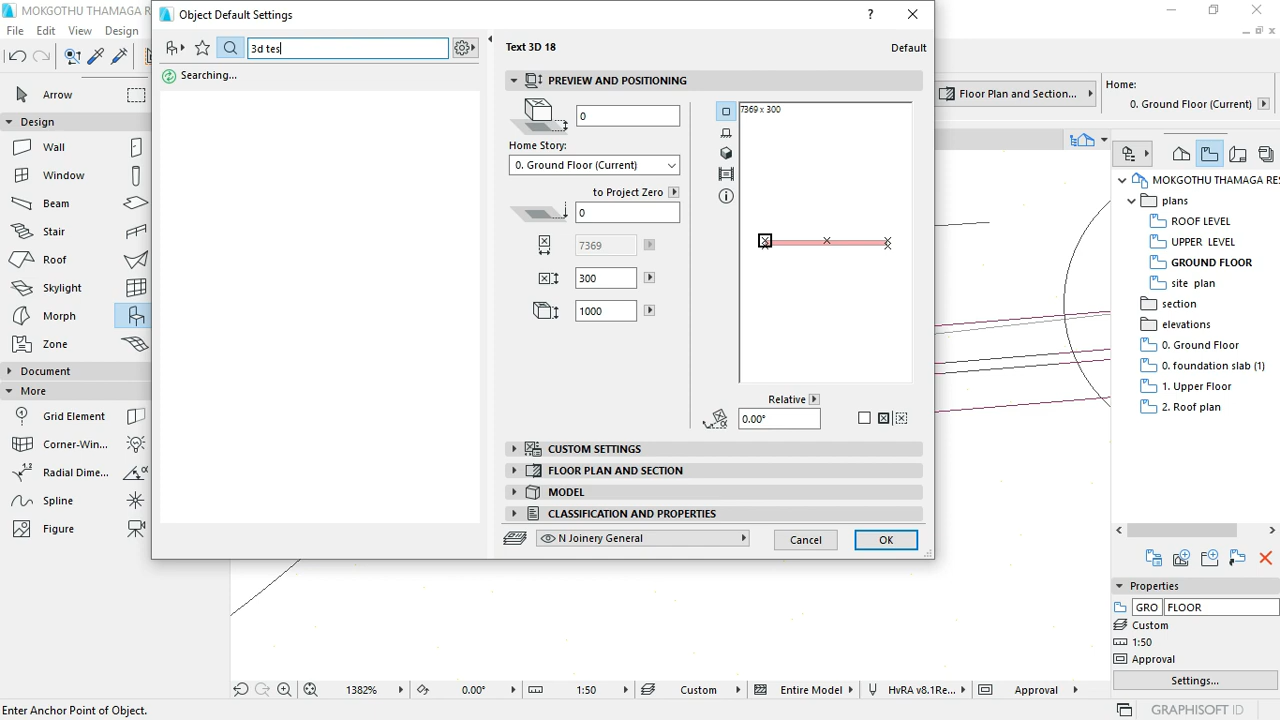 MOKGOTHU THAMAGA R
File Edit View Design
Object Default Settings
? 
3d tes
Searching...
Text 3D 18
Default
PREVIEW AND POSITIONING
0
Home Story:
0. Ground Floor (Current)
to Project Zero
0
7369
300
1000
7369 x 300
Relative
0.00°
CUSTOM SETTINGS
FLOOR PLAN AND SECTION
MODEL
CLASSIFICATION AND PROPERTIES
N Joinery General
Cancel
OK
Arrow
Design
Wall
Window
Beam
Stair
Roof
Skylight
Morph
Object
Zone
Document
More
Grid Element
Corner-Win...
Radial Dime...
Spline
Figure
Floor Plan and Section...
Home:
0. Ground Floor (Current)
MOKGOTHU THAMAGA RES
plans
ROOF LEVEL
UPPER LEVEL
GROUND FLOOR
site plan
section
elevations
0. Ground Floor
0. foundation slab (1)
1. Upper Floor
2. Roof plan
Properties
GRO FLOOR
Custom
1:50
Approval
Settings...
1382% 0.00° 1:50 Custom Entire Model HvRA v8.1Re... Approval
Enter Anchor Point of Object.
GRAPHISOFT ID